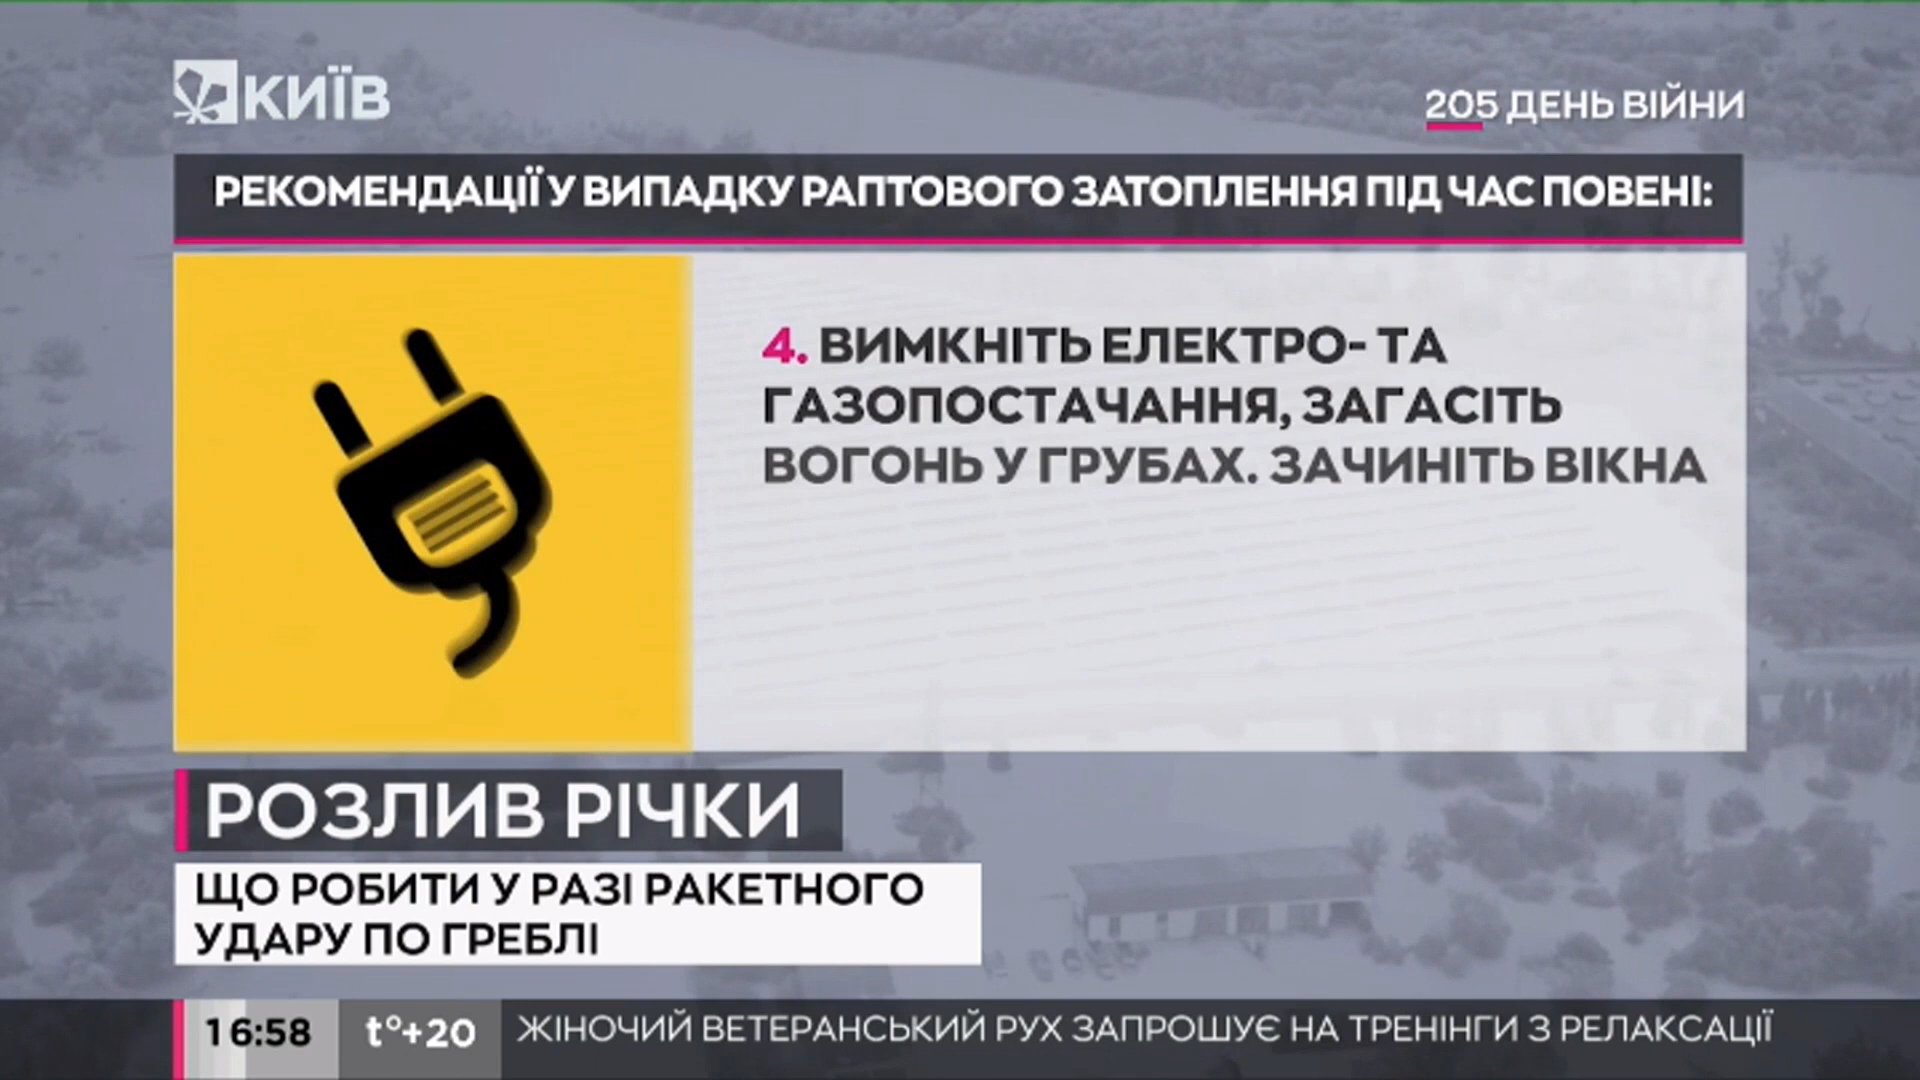 КИЇВ
205 ДЕНЬ ВІЙНИ
РЕКОМЕНДАЦІЇ У ВИПАДКУ РАПТОВОГО ЗАТОПЛЕННЯ ПІД ЧАС ПОВЕНІ:
4. ВИМКНІТЬ ЕЛЕКТРО- ТА
ГАЗОПОСТАЧАННЯ, ЗАГАСІТЬ
ВОГОНЬ У ГРУБАХ. ЗАЧИНІТЬ ВІКНА
РОЗЛИВ РІЧКИ
ЩО РОБИТИ У РАЗІ РАКЕТНОГО
УДАРУ ПО ГРЕБЛІ
16:58 t°+20 ЖІНОЧИЙ ВЕТЕРАНСЬКИЙ РУХ ЗАПРОШУЄ НА ТРЕНІНГИ З РЕЛАКСАЦІЇ